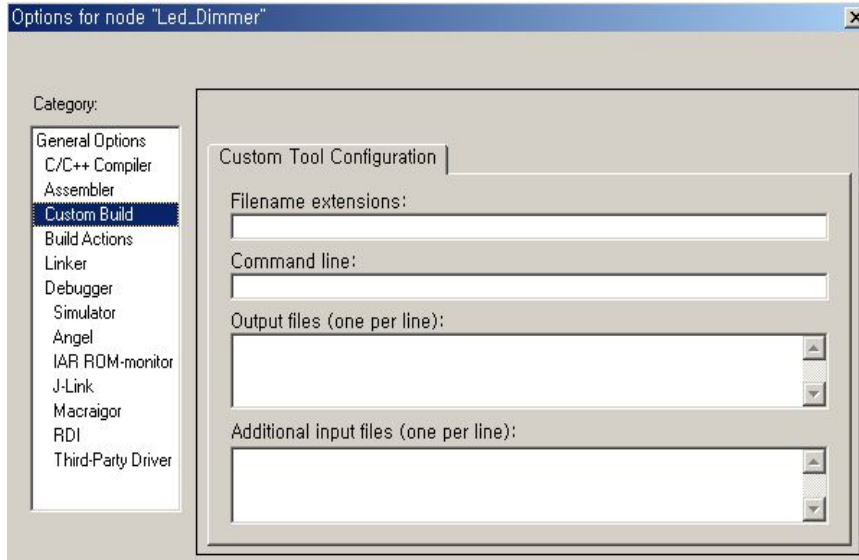 Options for node "Led_Dimmer"
Category:
General Options
C/C++ Compiler
Assembler
Custom Build
Build Actions
Linker
Debugger
Simulator
Angel
IAR ROM-monitor
J-Link
Macraigor
RDI
Third-Party Driver
Custom Tool Configuration
Filename extensions:
Command line:
Output files (one per line):
Additional input files (one per line):